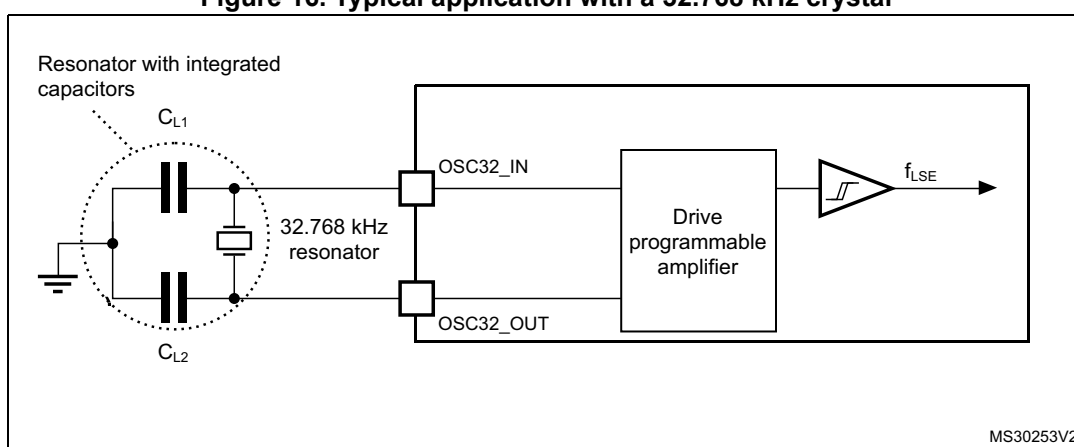 Figure 16. Typical application with a 32.768 kHz crystal
Resonator with integrated
capacitors
CL1
OSC32_IN
fLSE
32.768 kHz
resonator
Drive
programmable
amplifier
OSC32_OUT
CL2
MS30253V2